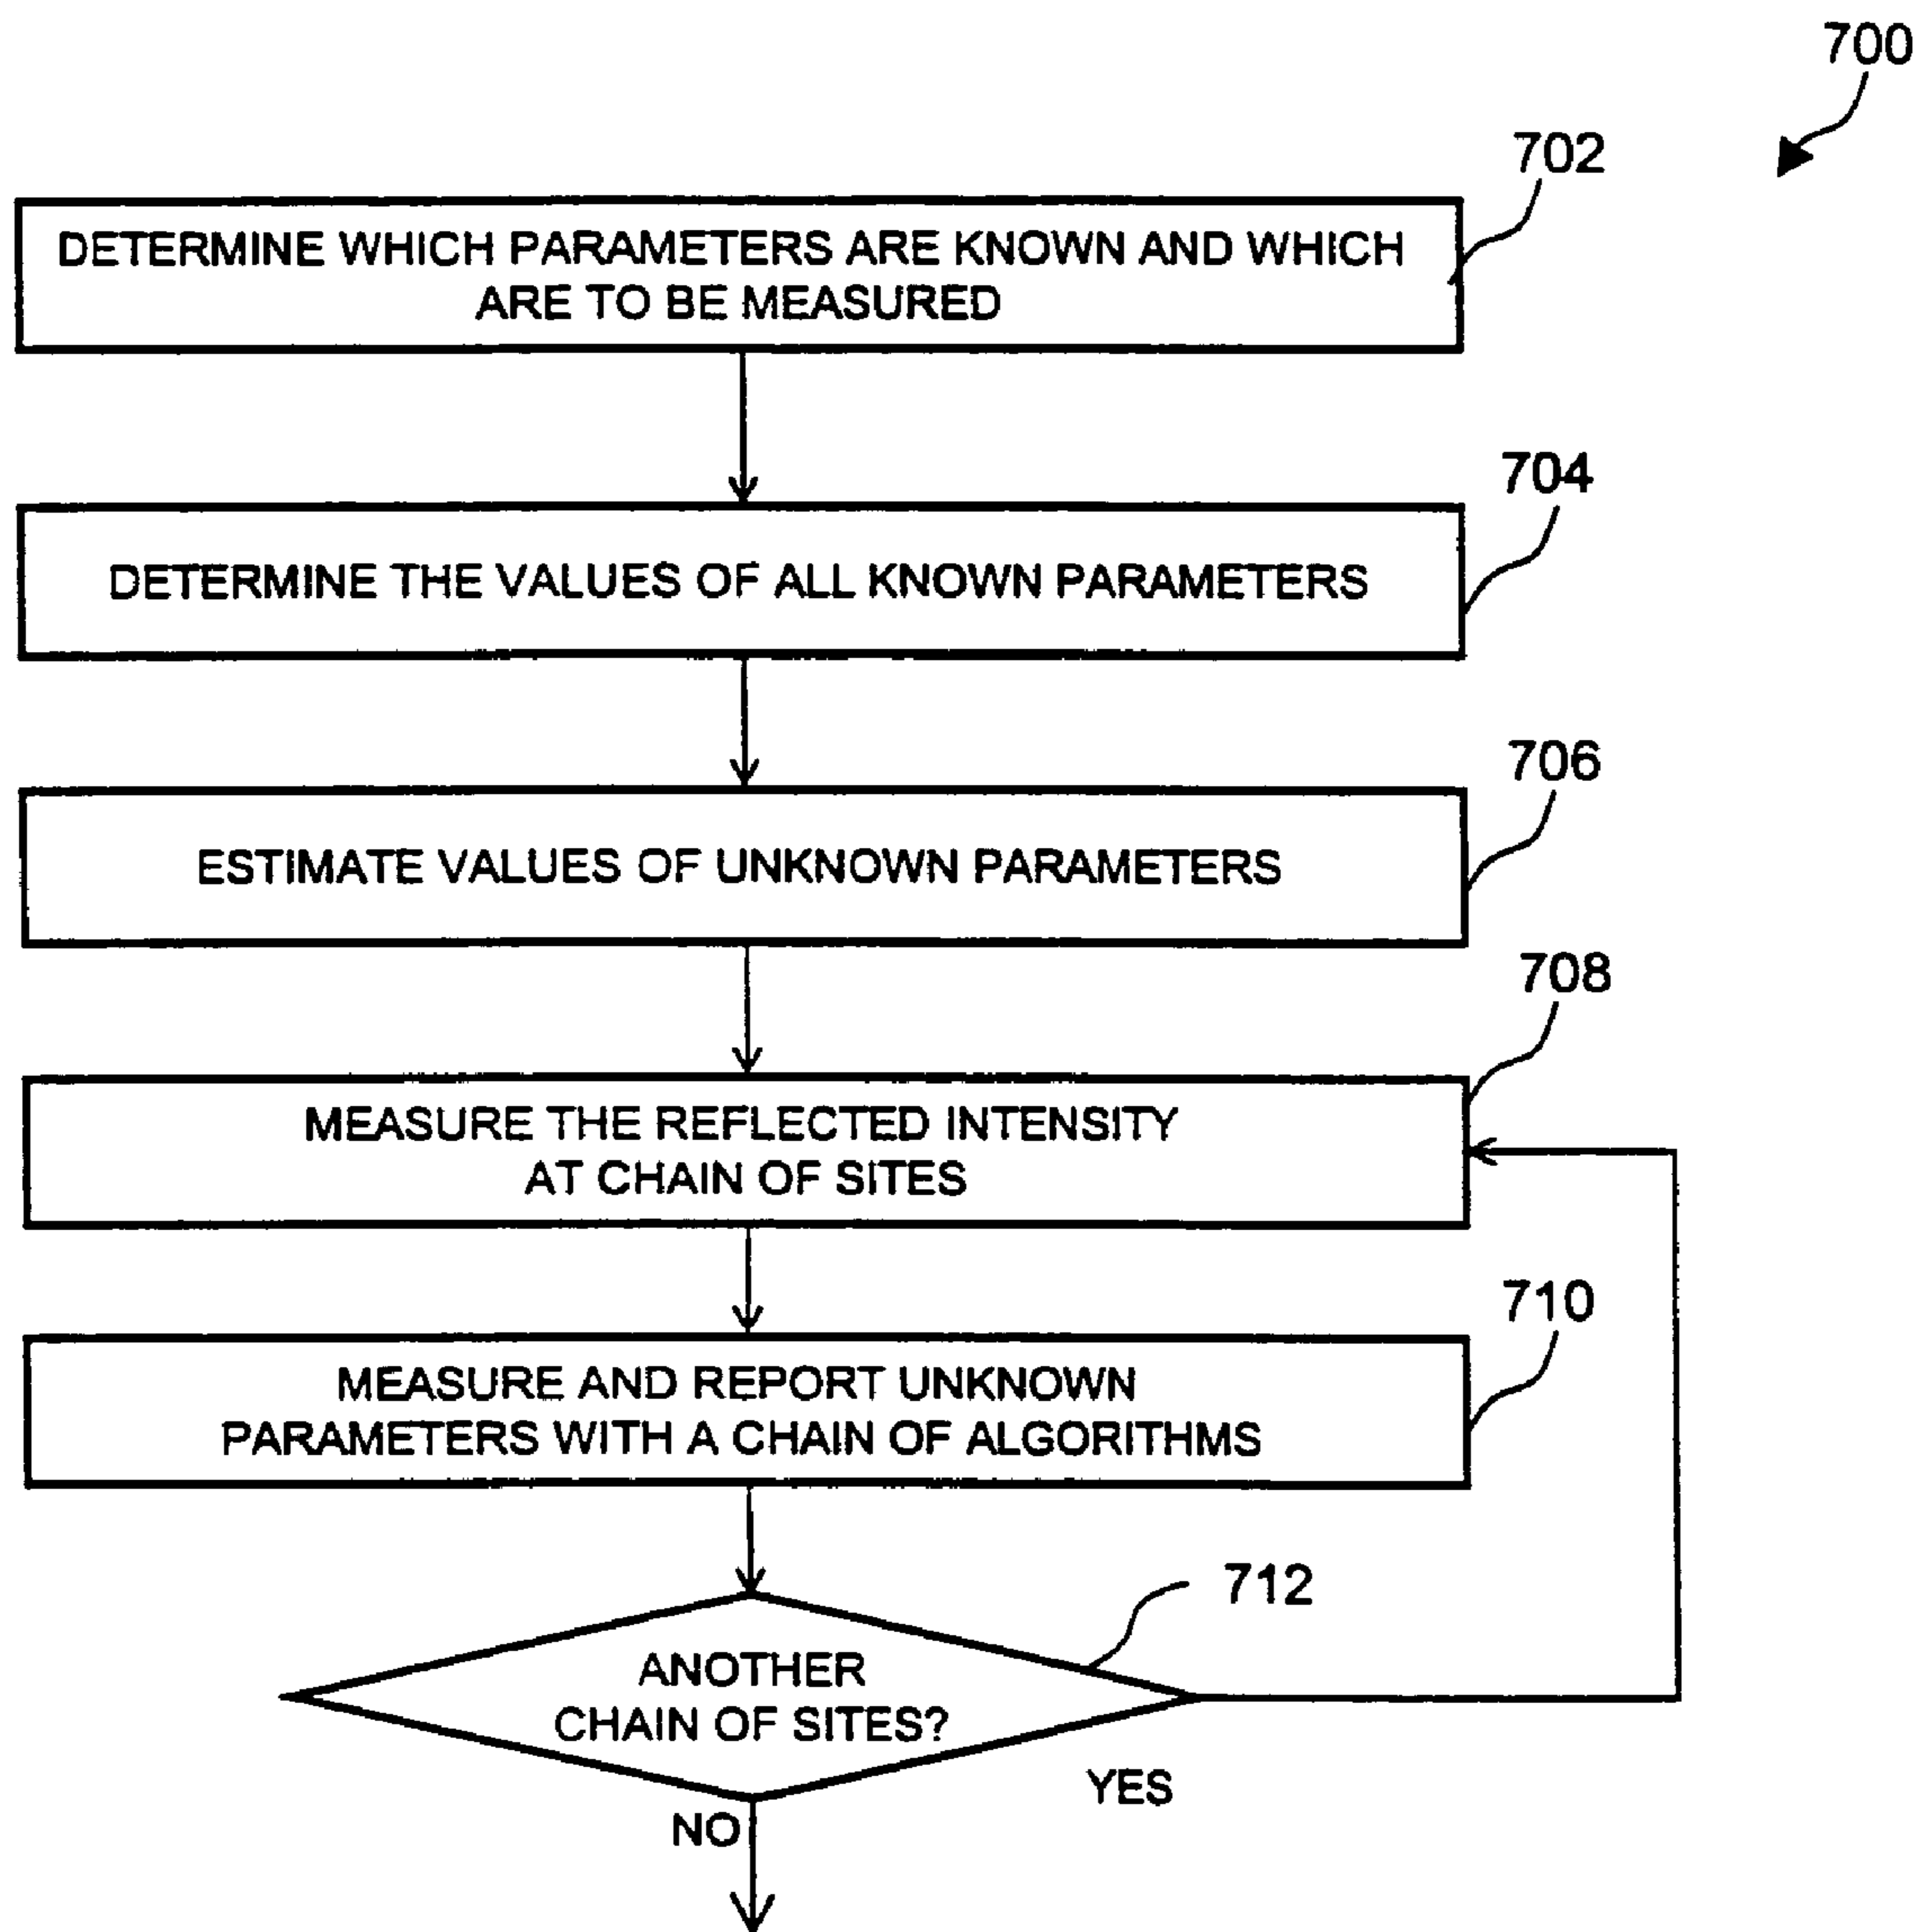 700
702
DETERMINE WHICH PARAMETERS ARE KNOWN AND WHICH
ARE TO BE MEASURED
704
DETERMINE THE VALUES OF ALL KNOWN PARAMETERS
706
ESTIMATE VALUES OF UNKNOWN PARAMETERS
708
MEASURE THE REFLECTED INTENSITY
AT CHAIN OF SITES
710
MEASURE AND REPORT UNKNOWN
PARAMETERS WITH A CHAIN OF ALGORITHMS
712
ANOTHER
CHAIN OF SITES?
YES
NO